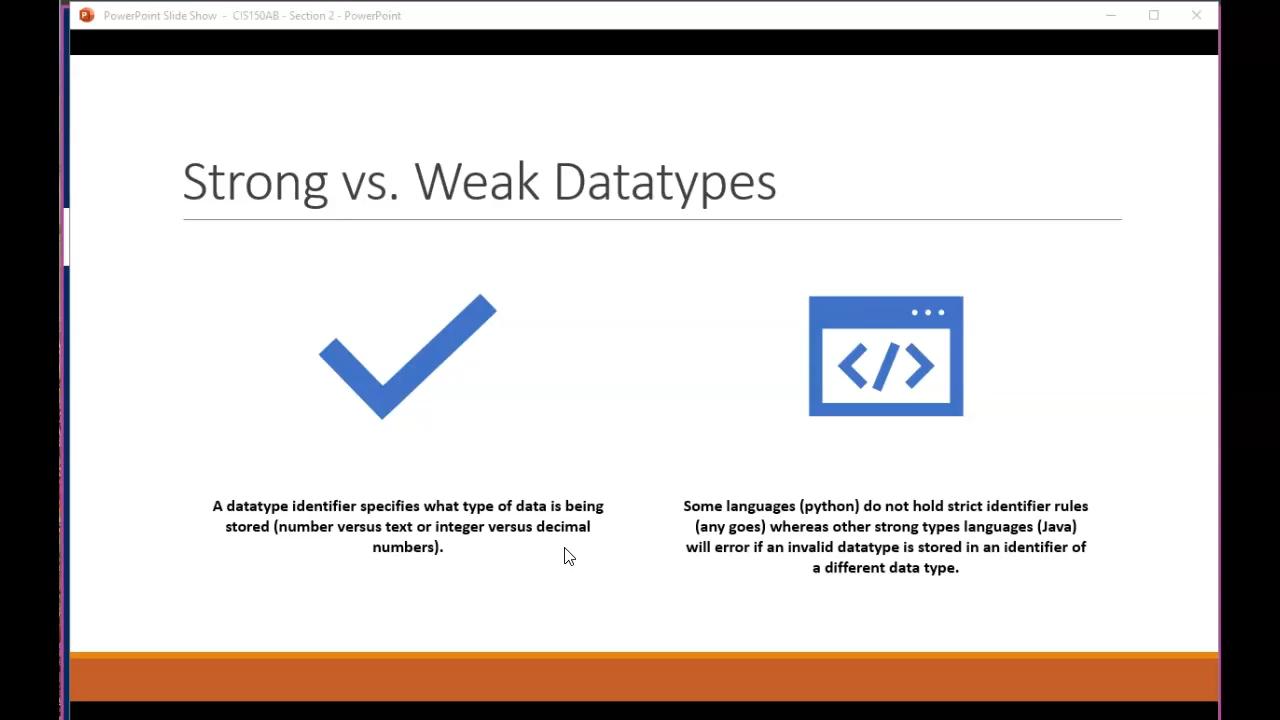 PowerPoint Slide Show - CIS150AB - Section 2 - PowerPoint
Strong vs. Weak Datatypes
A datatype identifier specifies what type of data is being
stored (number versus text or integer versus decimal
numbers).
Some languages (python) do not hold strict identifier rules
(any goes) whereas other strong types languages (Java)
will error if an invalid datatype is stored in an identifier of
a different data type.